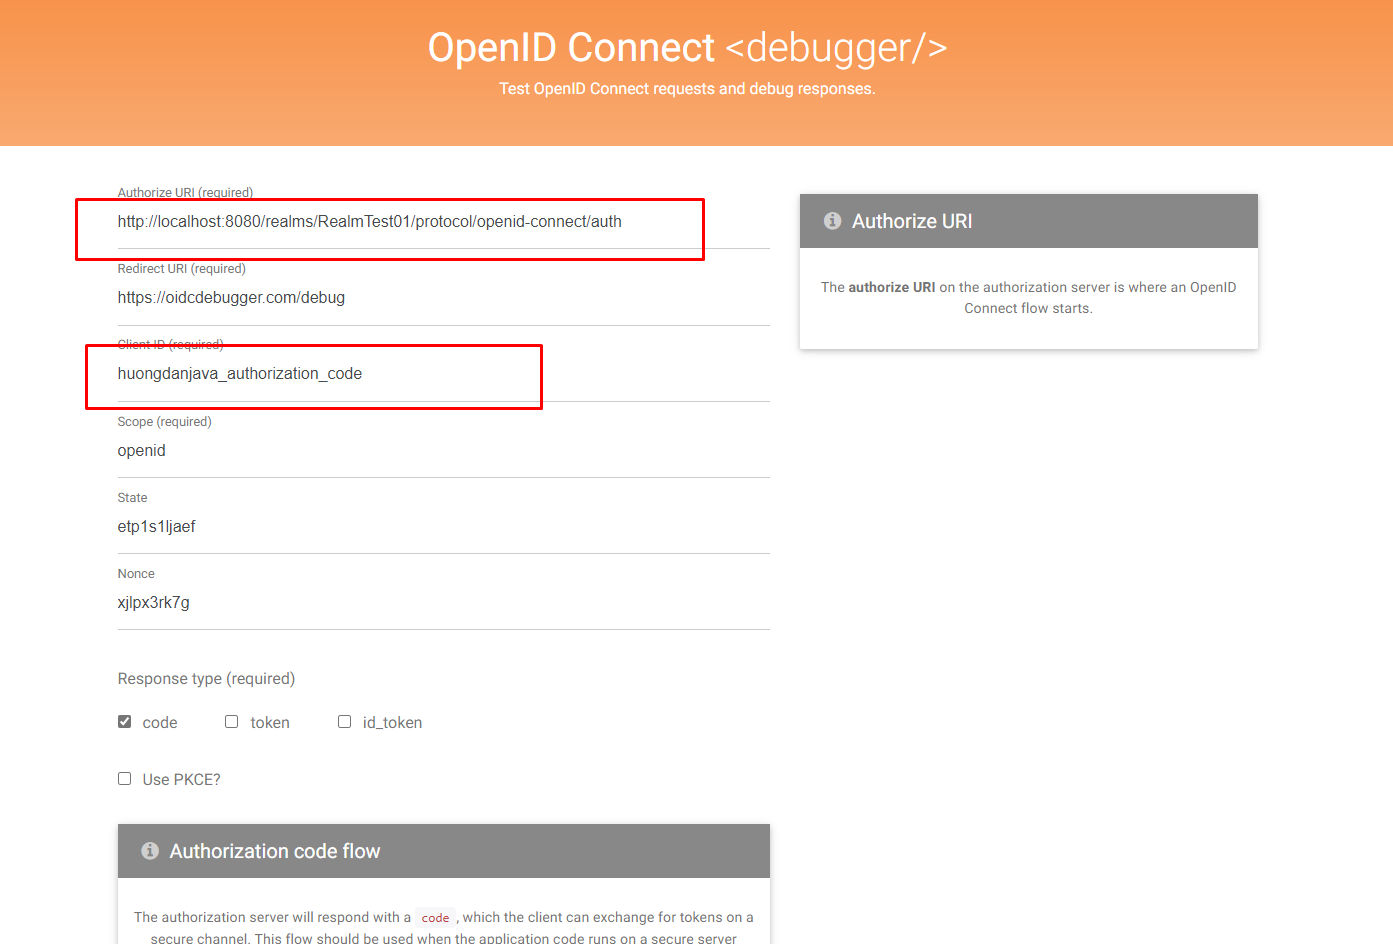 OpenID Connect <debugger/>
Test OpenID Connect requests and debug responses.
Authorize URI (required)
http://localhost:8080/realms/RealmTest01/protocol/openid-connect/auth
Redirect URI (required)
https://oidcdebugger.com/debug
Client ID (required)
huongdanjava_authorization_code
Scope (required)
openid
State
etp1s1ljaef
Nonce
xjlpx3rk7g
Response type (required)
code token id_token
Use PKCE?
Authorization code flow
The authorization server will respond with a code, which the client can exchange for tokens on a
secure channel. This flow should be used when the application code runs on a secure server
Authorize URI
The authorize URI on the authorization server is where an OpenID
Connect flow starts.